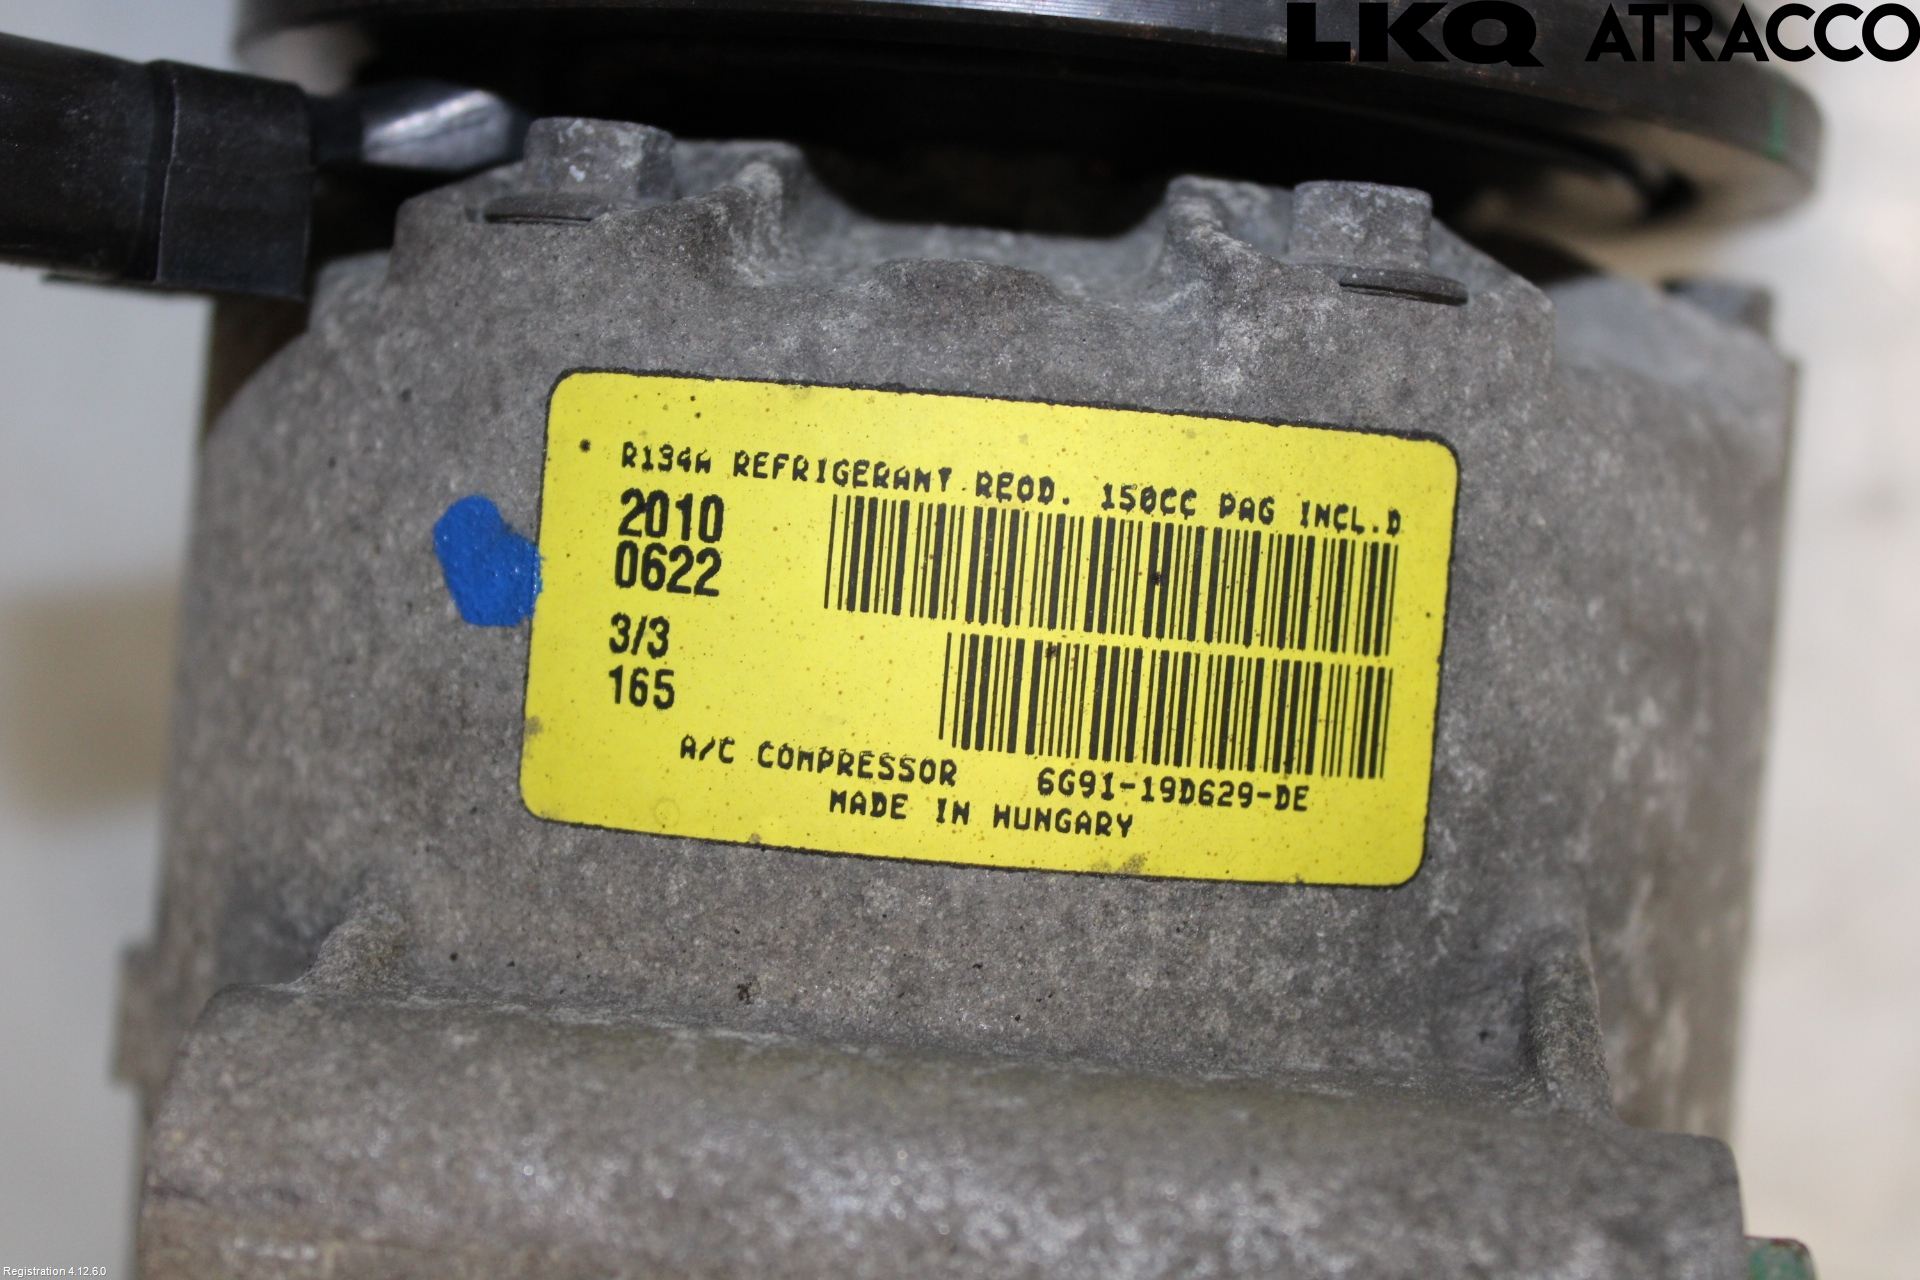 LKQ ATRACCO
R134A REFRIGERANT REQD. 150CC PAG INCL.D
2010
0622
3/3
165
A/C COMPRESSOR 6G91-19D629-DE
MADE IN HUNGARY
Registration 4.12.6.0